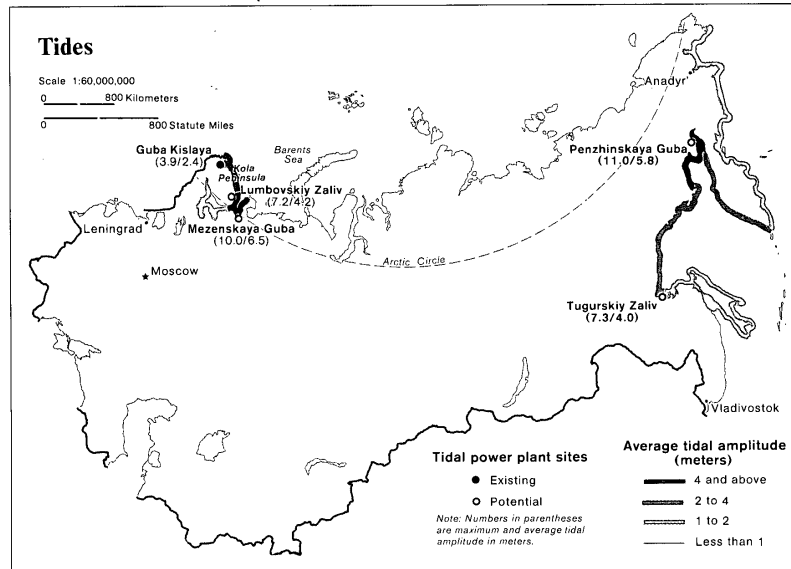 Tides
Scale 1:60,000,000
0 800 Kilometers
0 800 Statute Miles
Guba Kislaya
(3.9/2.4)
Kola
Peninsula
Barents
Sea
Lumbovskiy Zaliv
(7.2/4.2)
Mezenskaya Guba
(10.0/6.5)
Leningrad
Moscow
Arctic Circle
Anadyr'
Penzhinskaya Guba
(11.0/5.8)
Tugurskiy Zaliv
(7.3/4.0)
Vladivostok
Tidal power plant sites
Existing
Potential
Note: Numbers in parentheses
are maximum and average tidal
amplitude in meters.
Average tidal amplitude
(meters)
4 and above
2 to 4
1 to 2
Less than 1